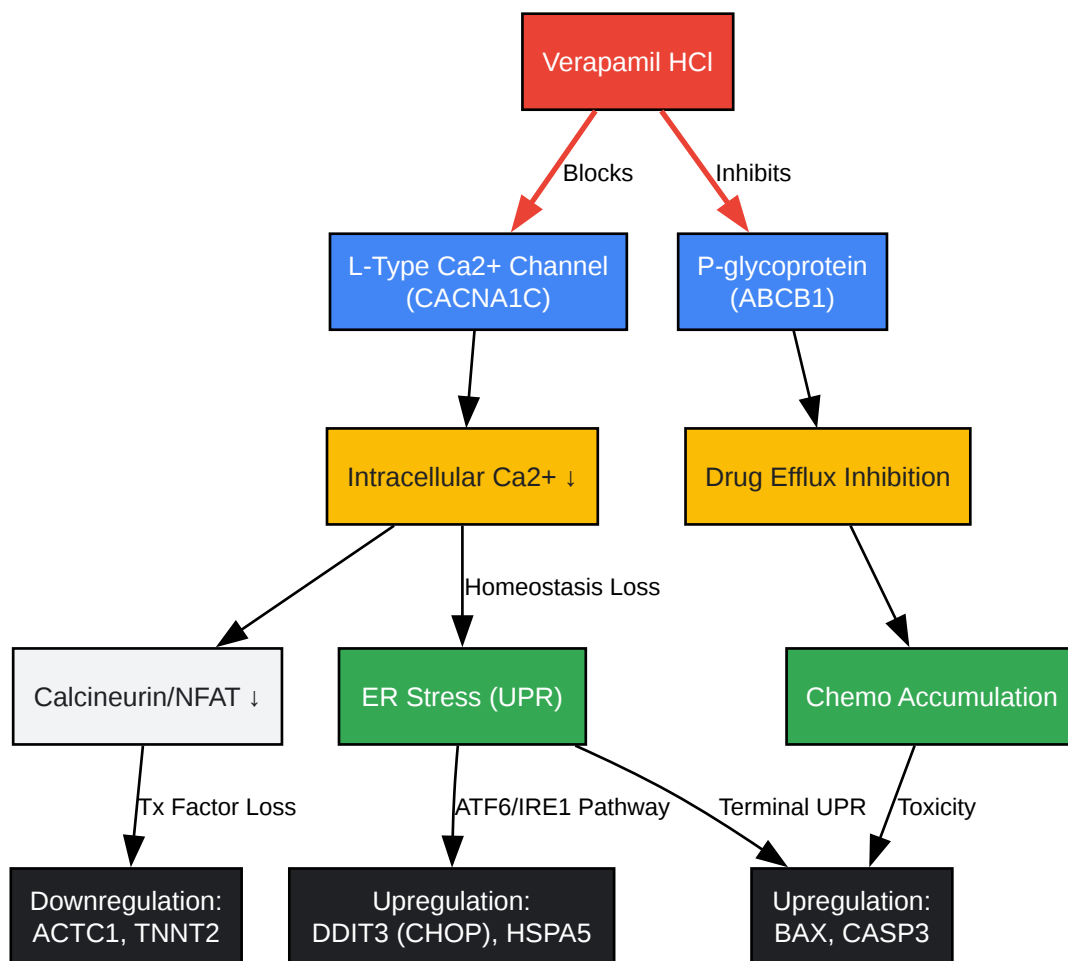 Verapamil HCl
Blocks
Inhibits
L-Type Ca2+ Channel
(CACNA1C)
P-glycoprotein
(ABCB1)
Intracellular Ca2+ ↓
Drug Efflux Inhibition
Homeostasis Loss
Calcineurin/NFAT ↓
ER Stress (UPR)
Chemo Accumulation
Tx Factor Loss
ATF6/IRE1 Pathway
Terminal UPR
Toxicity
Downregulation:
ACTC1, TNNT2
Upregulation:
DDIT3 (CHOP), HSPA5
Upregulation:
BAX, CASP3